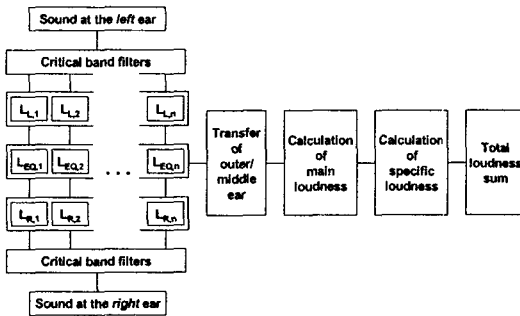 Sound at the left ear
Critical band filters
L_L,1 L_L,2 L_L,n
L_EQ,1 L_EQ,2 ... L_EQ,n
L_R,1 L_R,2 L_R,n
Critical band filters
Sound at the right ear
Transfer
of
outer/
middle
ear
Calculation
of
main
loudness
Calculation
of
specific
loudness
Total
loudness
sum